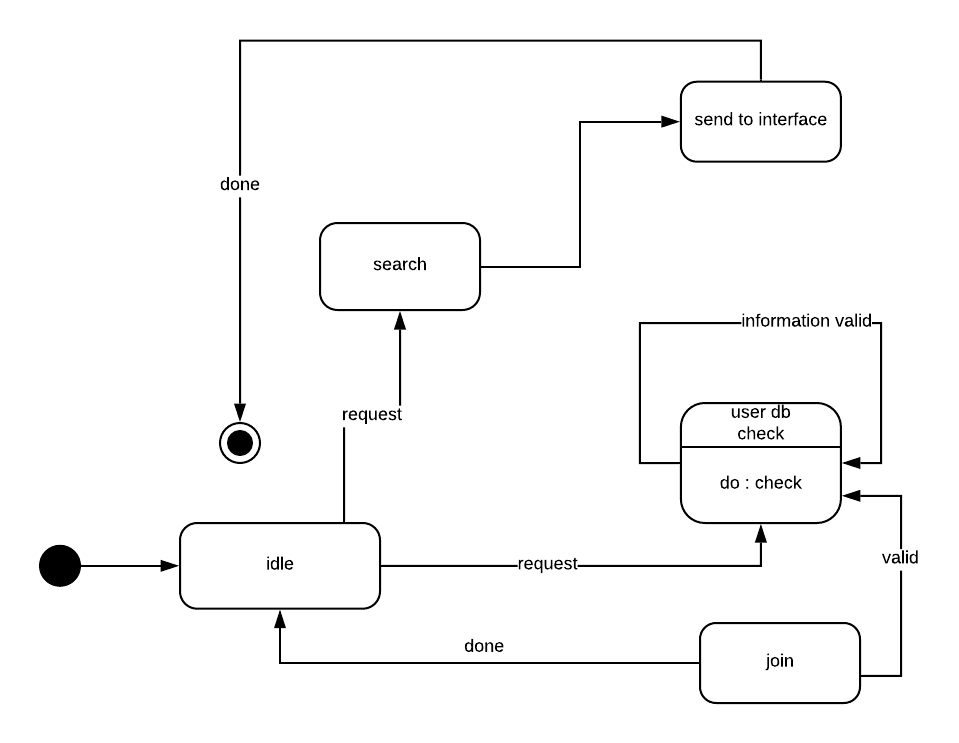 send to interface
done
search
information valid
request
user db
check
do : check
idle
request
valid
done
join